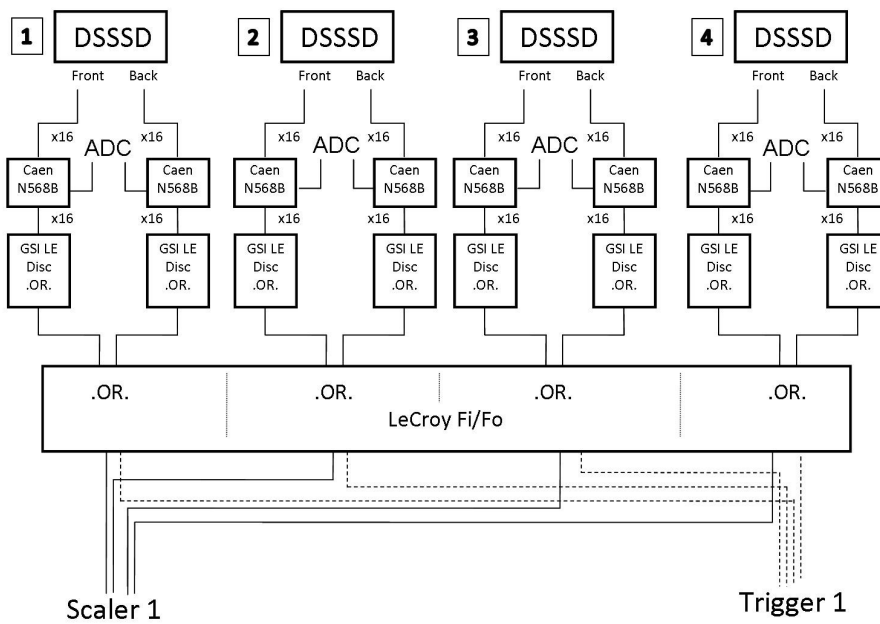 1 DSSSD 2 DSSSD 3 DSSSD 4 DSSSD
Front Back Front Back Front Back Front Back
x16 ADC x16 x16 ADC x16 x16 ADC x16 x16 ADC x16
Caen N568B Caen N568B Caen N568B Caen N568B Caen N568B Caen N568B Caen N568B Caen N568B
x16 x16 x16 x16 x16 x16 x16 x16
GSI LE Disc .OR. GSI LE Disc .OR. GSI LE Disc .OR. GSI LE Disc .OR. GSI LE Disc .OR. GSI LE Disc .OR. GSI LE Disc .OR. GSI LE Disc .OR.
.OR. .OR. .OR. .OR.
LeCroy Fi/Fo
Scaler 1 Trigger 1